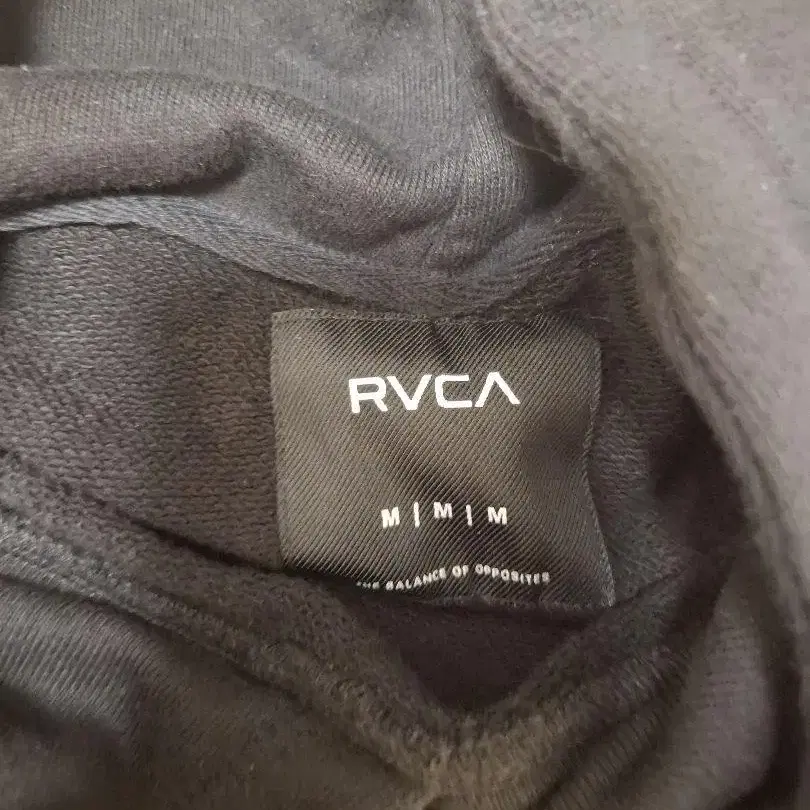 RVCA
M | M | M
THE BALANCE OF OPPOSITES